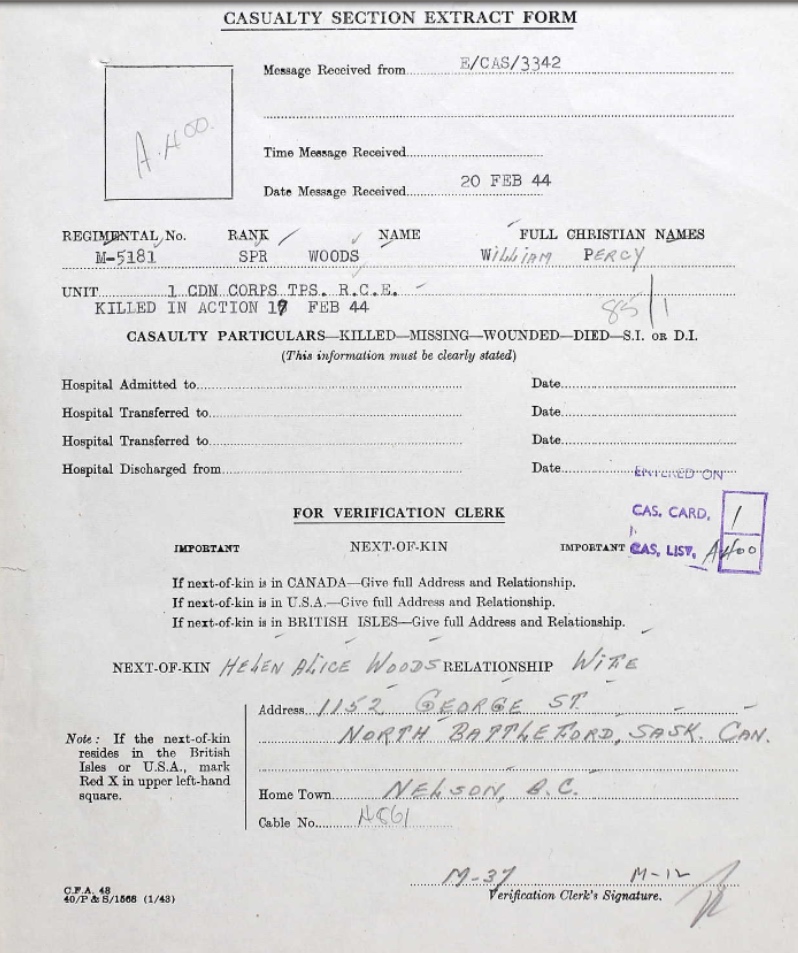 CASUALTY SECTION EXTRACT FORM
Message Received from E/CAS/3342
A.400.
Time Message Received
Date Message Received 20 FEB 44
REGIMENTAL No. RANK NAME FULL CHRISTIAN NAMES
M-5181 SPR WOODS WILLIAM PERCY
UNIT 1 CDN CORPS TPS. R.C.E.
KILLED IN ACTION 17 FEB 44
85 1
CASAULTY PARTICULARS—KILLED—MISSING—WOUNDED—DIED—S.I. OR D.I.
(This information must be clearly stated)
Hospital Admitted to Date
Hospital Transferred to Date
Hospital Transferred to Date
Hospital Discharged from Date
ENTERED ON
CAS. CARD, 1
CAS, LIST, A400
FOR VERIFICATION CLERK
IMPORTANT NEXT-OF-KIN IMPORTANT
If next-of-kin is in CANADA—Give full Address and Relationship.
If next-of-kin is in U.S.A.—Give full Address and Relationship.
If next-of-kin is in BRITISH ISLES—Give full Address and Relationship.
NEXT-OF-KIN HELEN ALICE WOODS RELATIONSHIP WIFE
Address 1152 GEORGE ST.
NORTH BATTLEFORD, SASK. CAN.
Note: If the next-of-kin
resides in the British
Isles or U.S.A., mark
Red X in upper left-hand
square.
Home Town NELSON, B.C.
Cable No. A861
M-37 M-12
Verification Clerk's Signature.
C.F.A. 48
40/P & S/1568 (1/43)